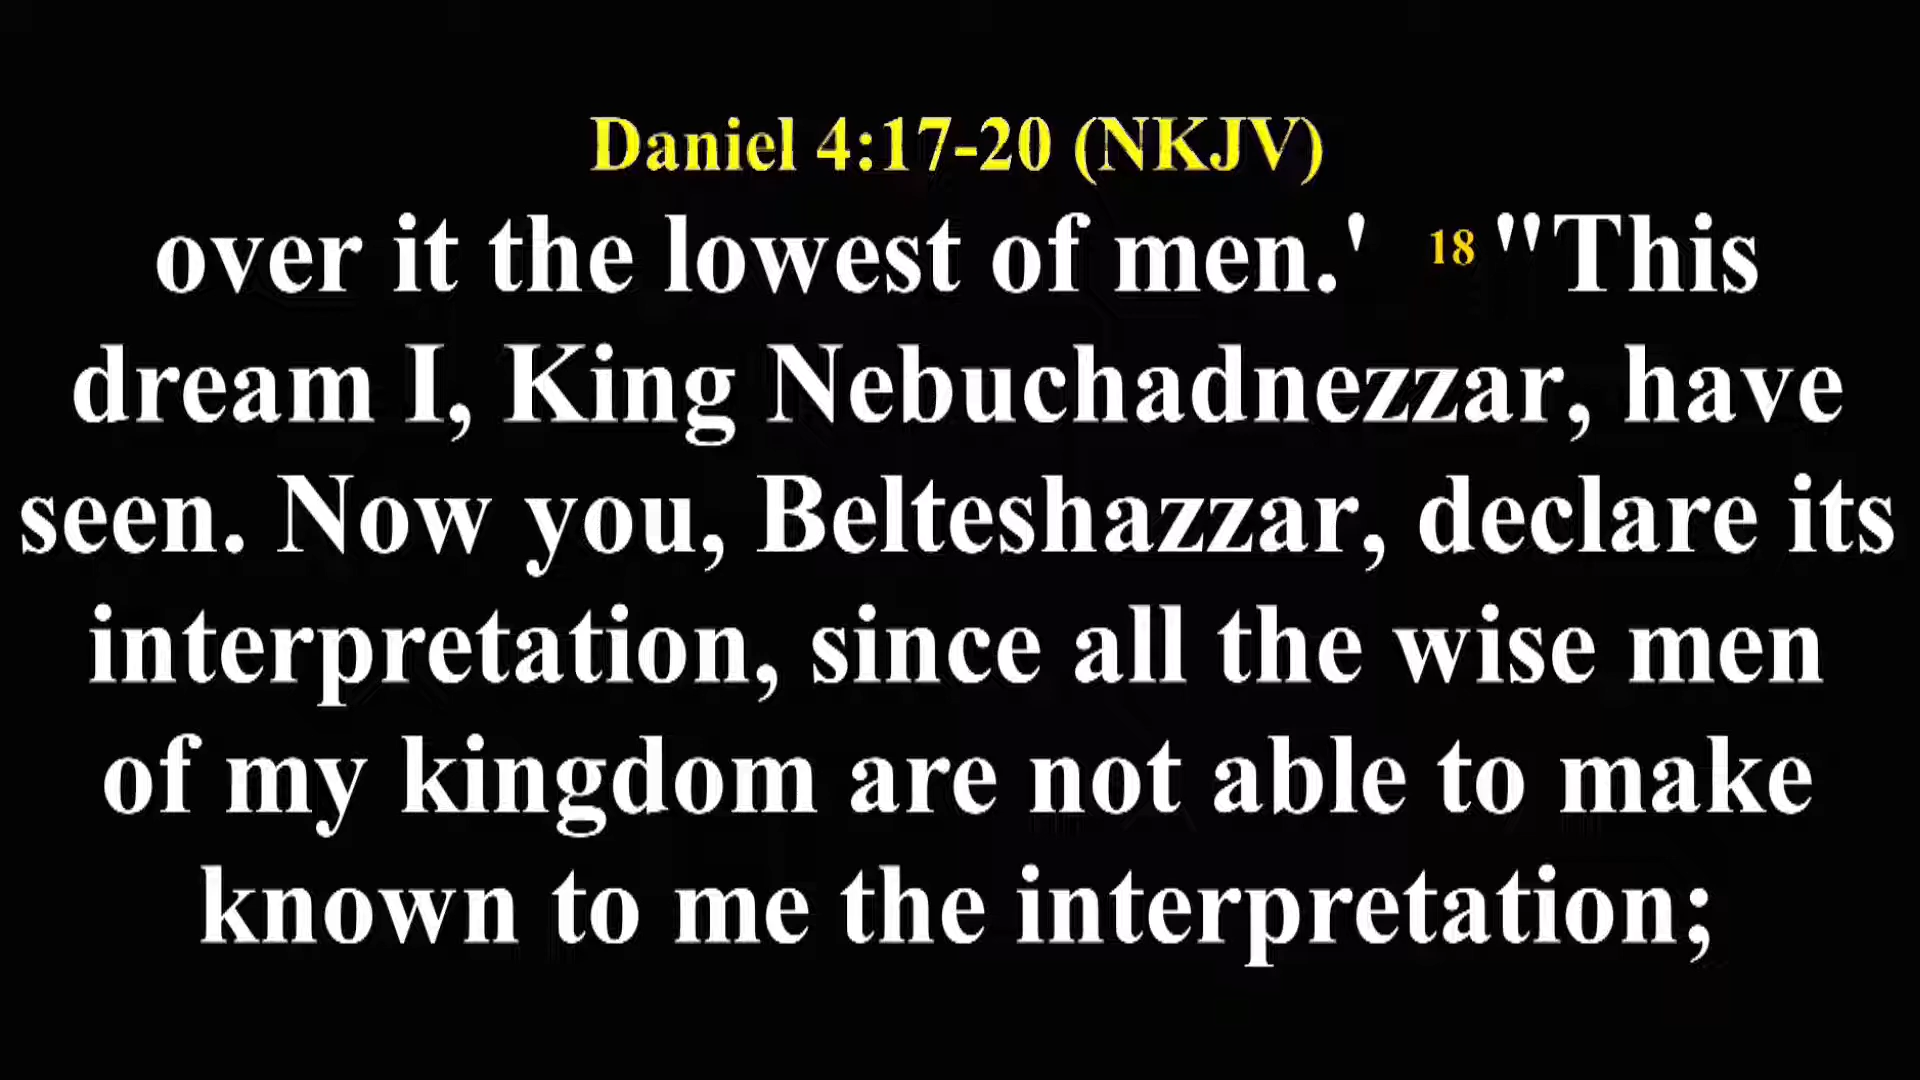 Daniel 4:17-20 (NKJV)
over it the lowest of men.' 18 "This
dream I, King Nebuchadnezzar, have
seen. Now you, Belteshazzar, declare its
interpretation, since all the wise men
of my kingdom are not able to make
known to me the interpretation;